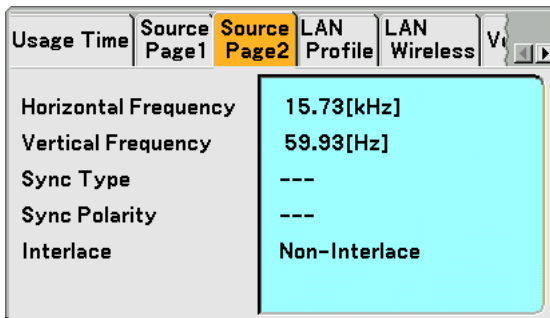 Usage Time
Source Page1
Source Page2
LAN Profile
LAN Wireless
Horizontal Frequency 15.73[kHz]
Vertical Frequency 59.93[Hz]
Sync Type ---
Sync Polarity ---
Interlace Non-Interlace